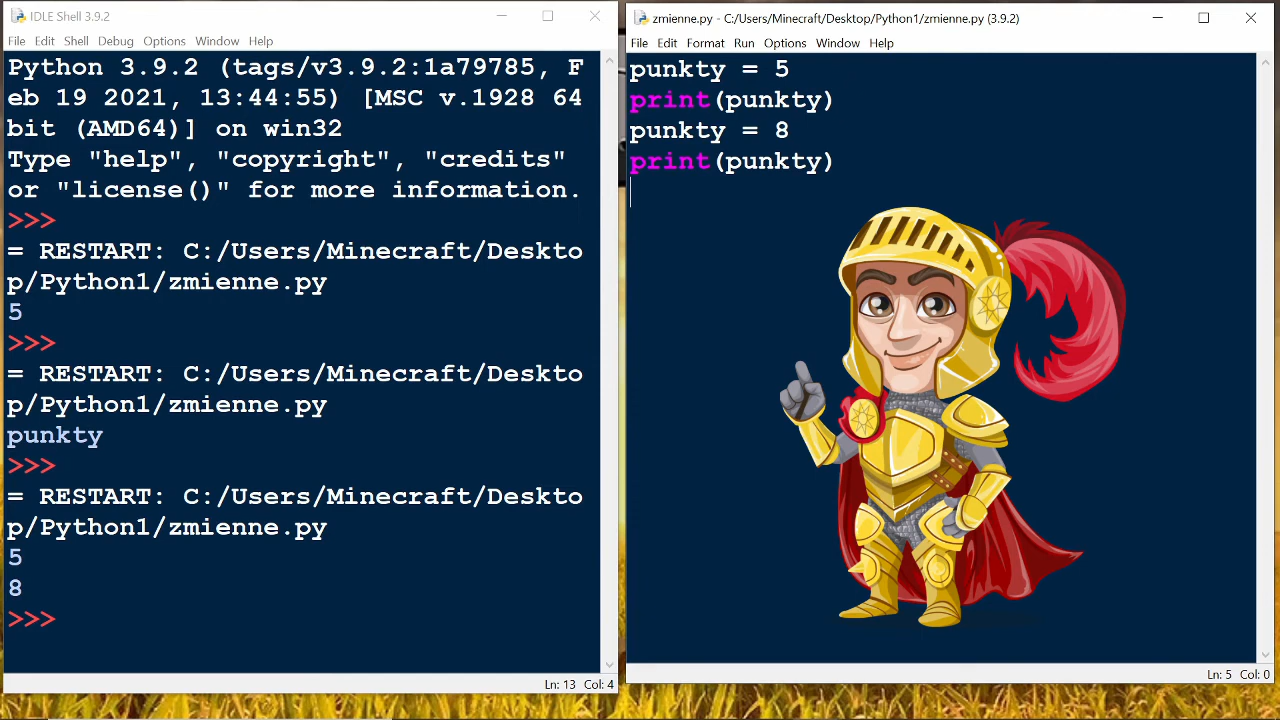 IDLE Shell 3.9.2
File Edit Shell Debug Options Window Help
Python 3.9.2 (tags/v3.9.2:1a79785, F
eb 19 2021, 13:44:55) [MSC v.1928 64
bit (AMD64)] on win32
Type "help", "copyright", "credits"
or "license()" for more information.
>>>
= RESTART: C:/Users/Minecraft/Deskto
p/Python1/zmienne.py
5
>>>
= RESTART: C:/Users/Minecraft/Deskto
p/Python1/zmienne.py
punkty
>>>
= RESTART: C:/Users/Minecraft/Deskto
p/Python1/zmienne.py
5
8
>>>
Ln: 13 Col: 4
zmienne.py - C:/Users/Minecraft/Desktop/Python1/zmienne.py (3.9.2)
File Edit Format Run Options Window Help
punkty = 5
print(punkty)
punkty = 8
print(punkty)
Ln: 5 Col: 0